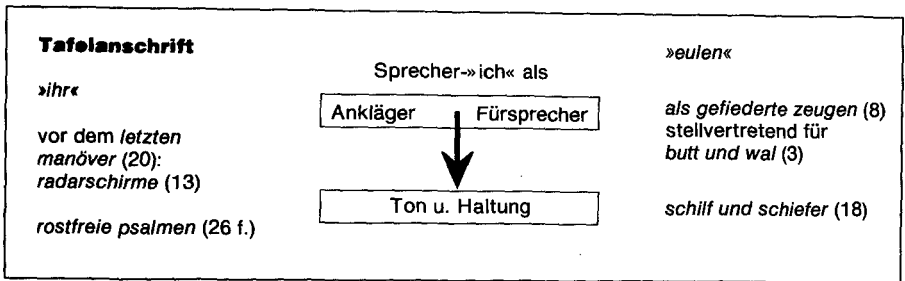 Tafelanschrift
»ihr«
vor dem letzten
manöver (20):
radarschirme (13)
rostfreie psalmen (26 f.)
Sprecher-»ich« als
Ankläger Fürsprecher
Ton u. Haltung
»eulen«
als gefiederte zeugen (8)
stellvertretend für
butt und wal (3)
schilf und schiefer (18)